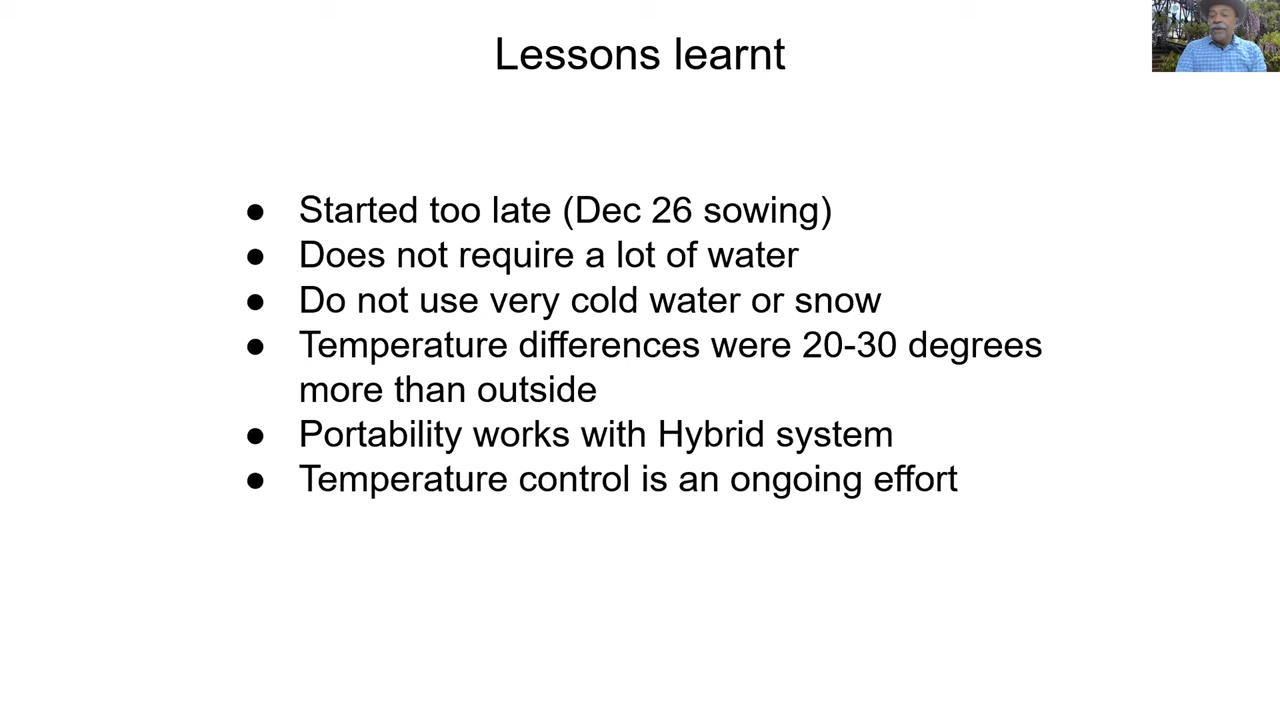 Lessons learnt
● Started too late (Dec 26 sowing)
● Does not require a lot of water
● Do not use very cold water or snow
● Temperature differences were 20-30 degrees
more than outside
● Portability works with Hybrid system
● Temperature control is an ongoing effort